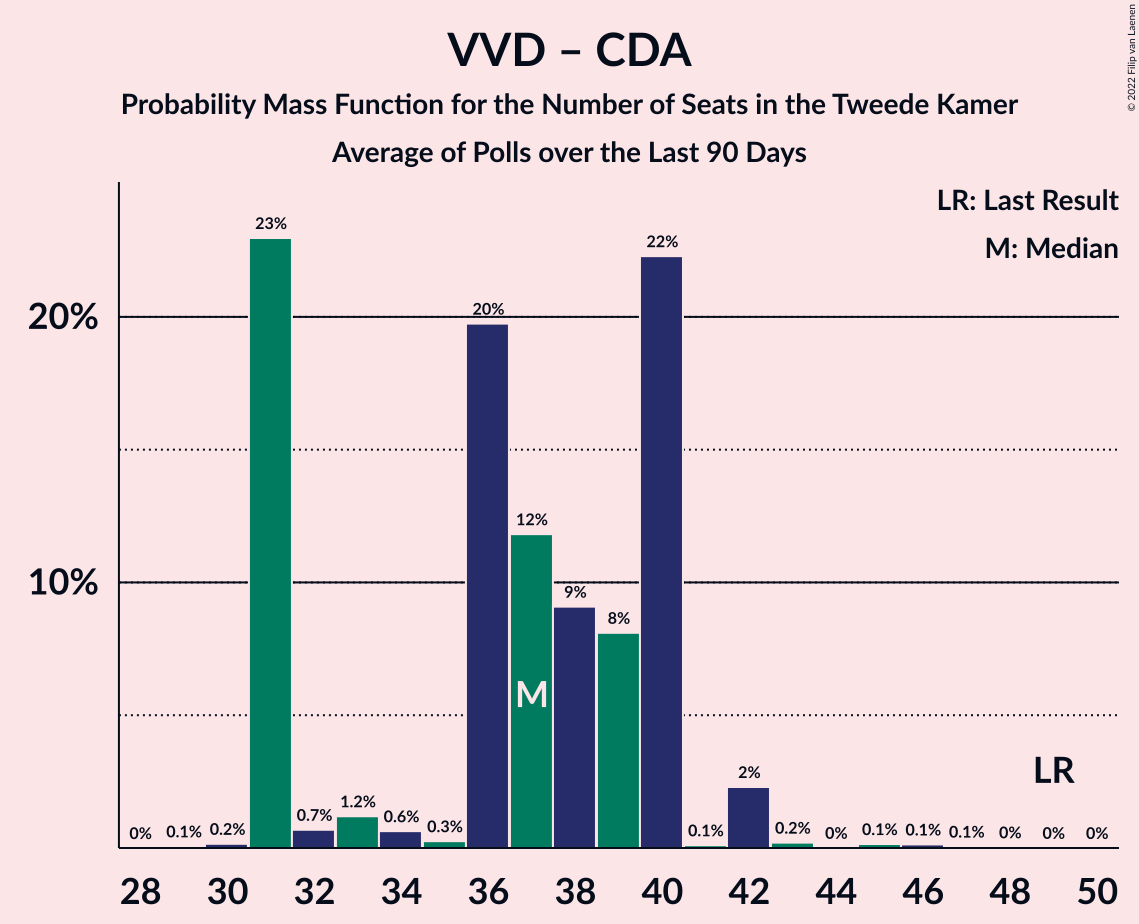 VVD – CDA
Probability Mass Function for the Number of Seats in the Tweede Kamer
Average of Polls over the Last 90 Days
© 2022 Filip van Laenen
LR: Last Result
M: Median
20%
10%
0% 0.1% 0.2% 23% 0.7% 1.2% 0.6% 0.3% 20% 12% 9% 8% 22% 0.1% 2% 0.2% 0% 0.1% 0.1% 0.1% 0% 0% 0%
M
LR
28 30 32 34 36 38 40 42 44 46 48 50